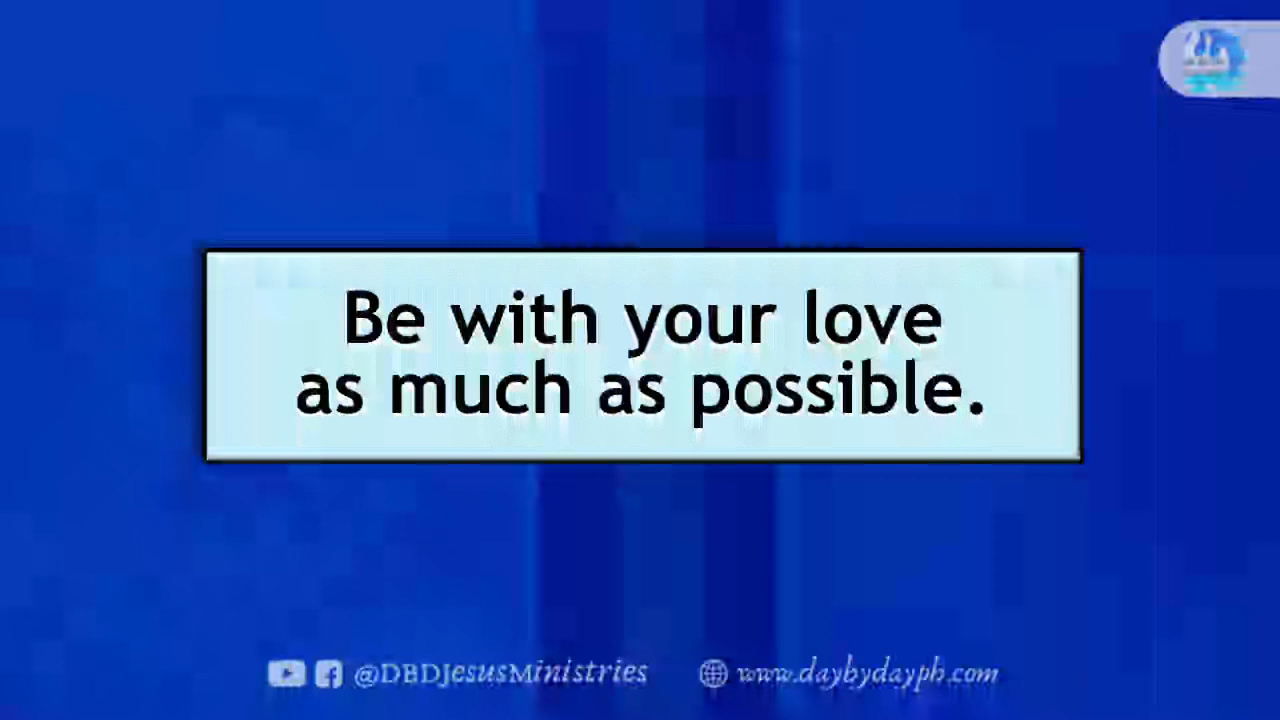 Be with your love
as much as possible.
@DBDJesusMinistries
www.daybydayph.com